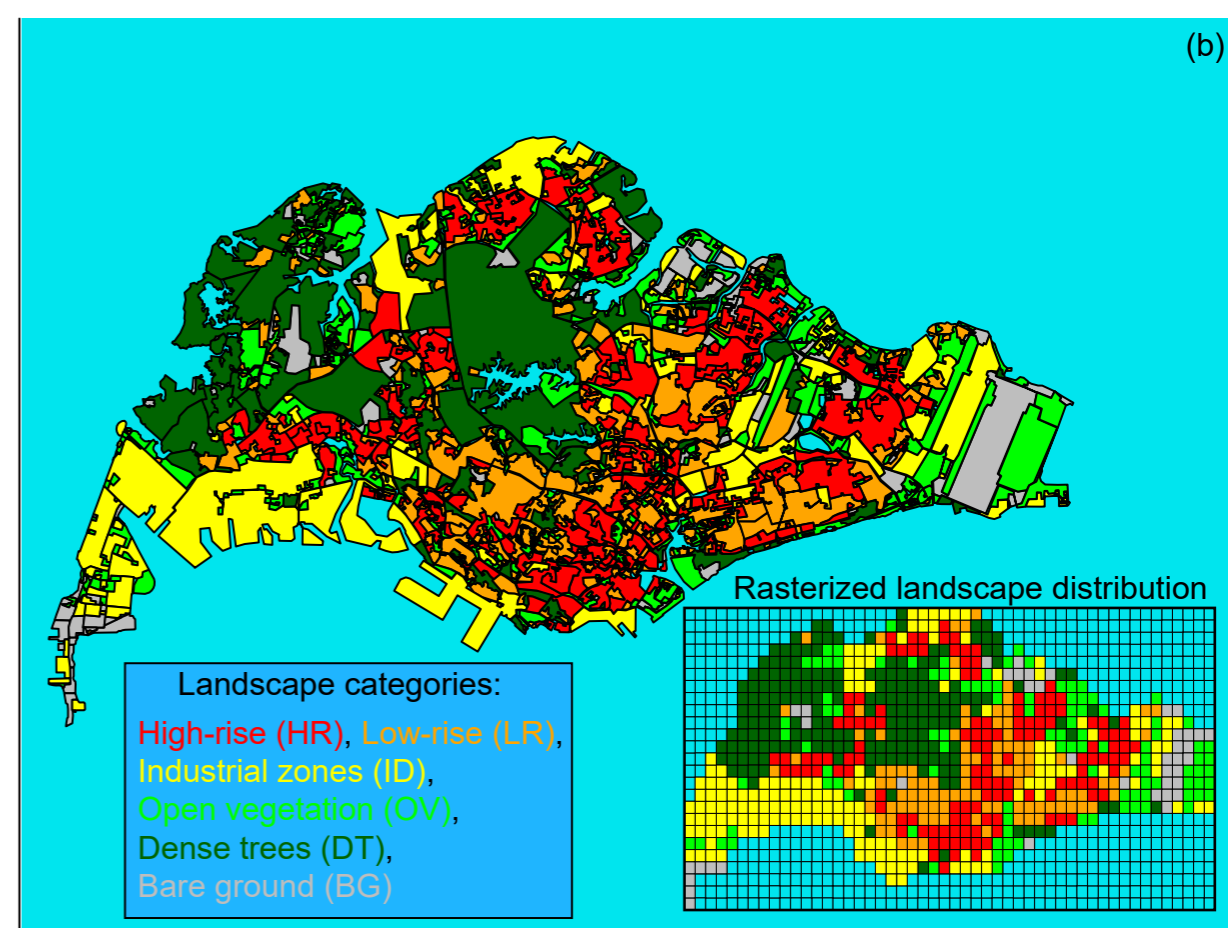 (b)
Rasterized landscape distribution
Landscape categories:
High-rise (HR), Low-rise (LR),
Industrial zones (ID),
Open vegetation (OV),
Dense trees (DT),
Bare ground (BG)